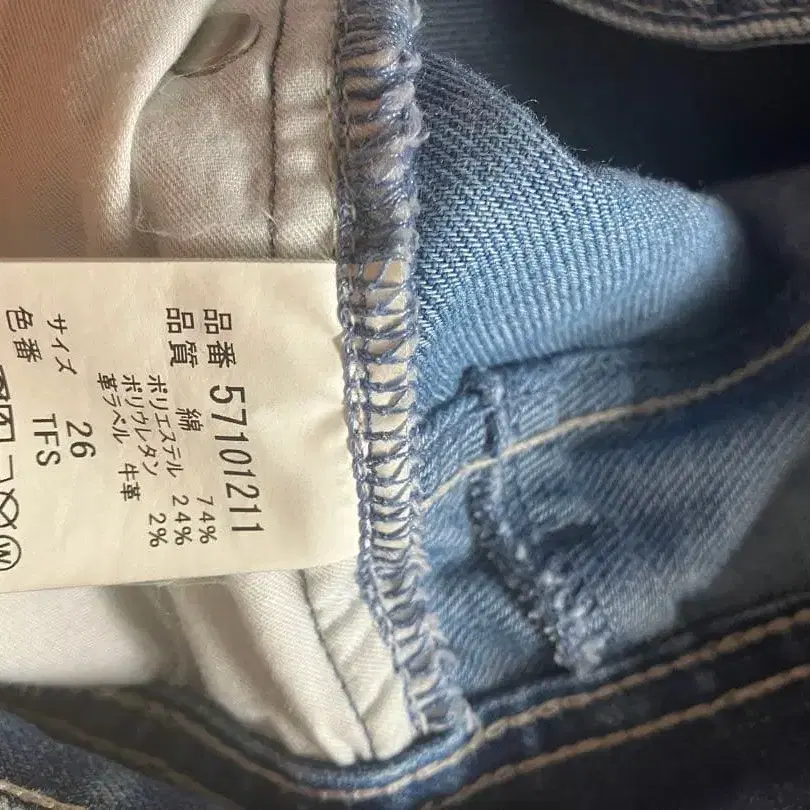 品番 57101211
品質 綿 74%
ポリエステル 24%
ポリウレタン 2%
革ラベル 牛革
サイズ 26
色番 TFS